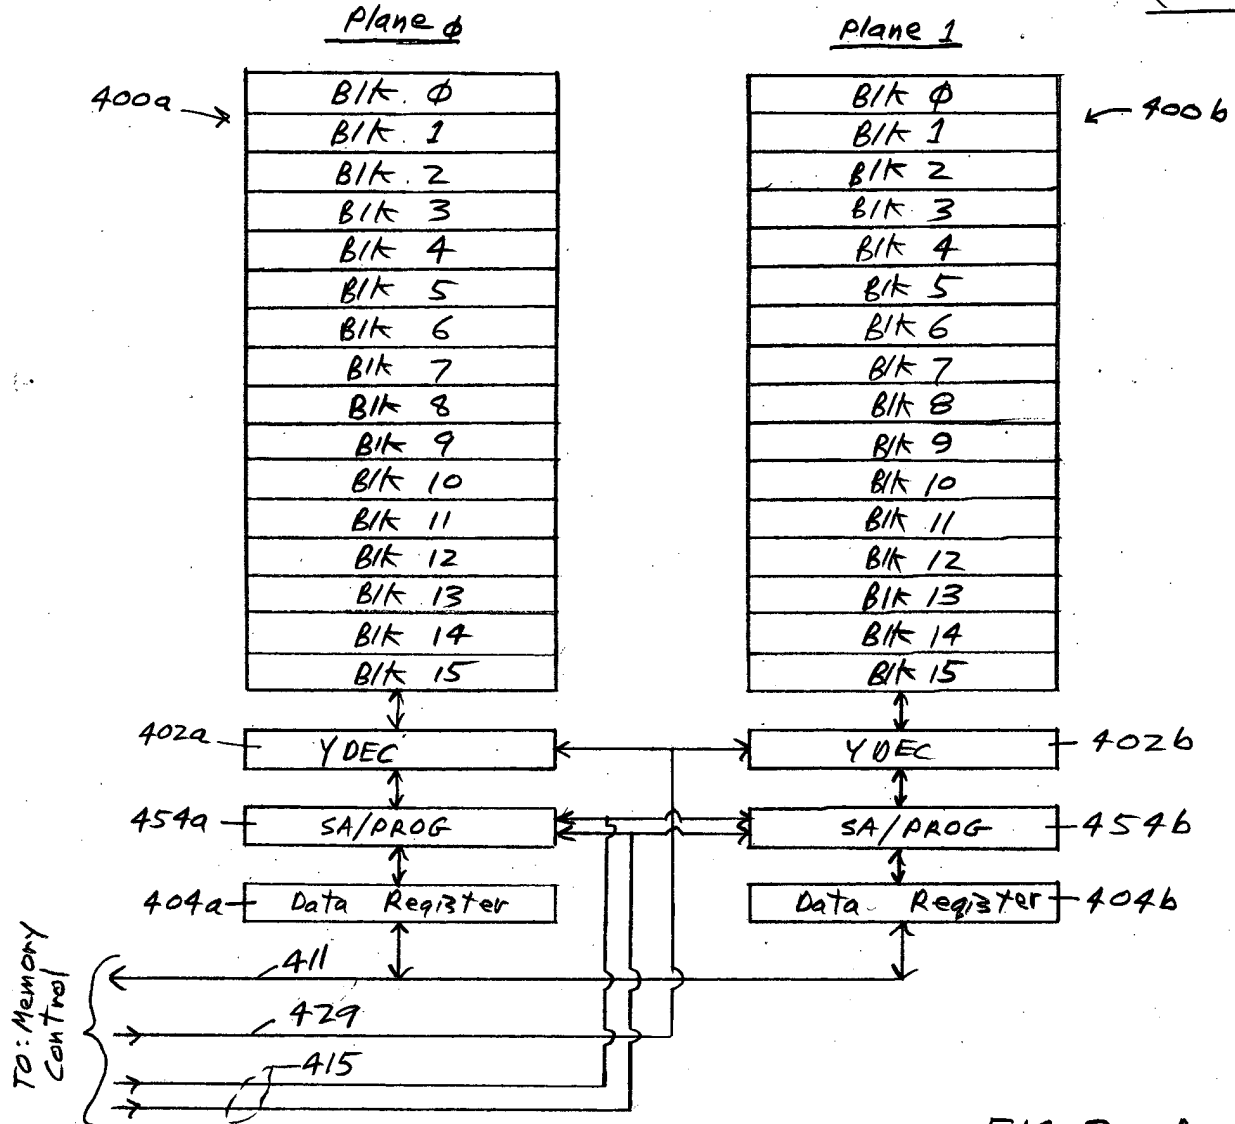 Plane φ
Plane 1
400a
400b
Blk. φ
Blk. 1
Blk. 2
Blk 3
Blk 4
Blk 5
Blk 6
Blk 7
Blk 8
Blk 9
Blk 10
Blk 11
Blk 12
Blk 13
Blk 14
Blk 15
Blk φ
Blk 1
Blk 2
Blk 3
Blk 4
Blk 5
Blk 6
Blk 7
Blk 8
Blk 9
Blk 10
Blk 11
Blk 12
Blk 13
Blk 14
Blk 15
402a
Y DEC
Y DEC
402b
454a
SA/PROG
SA/PROG
454b
404a
Data Register
Data Register
404b
411
429
415
TO: Memory
Control